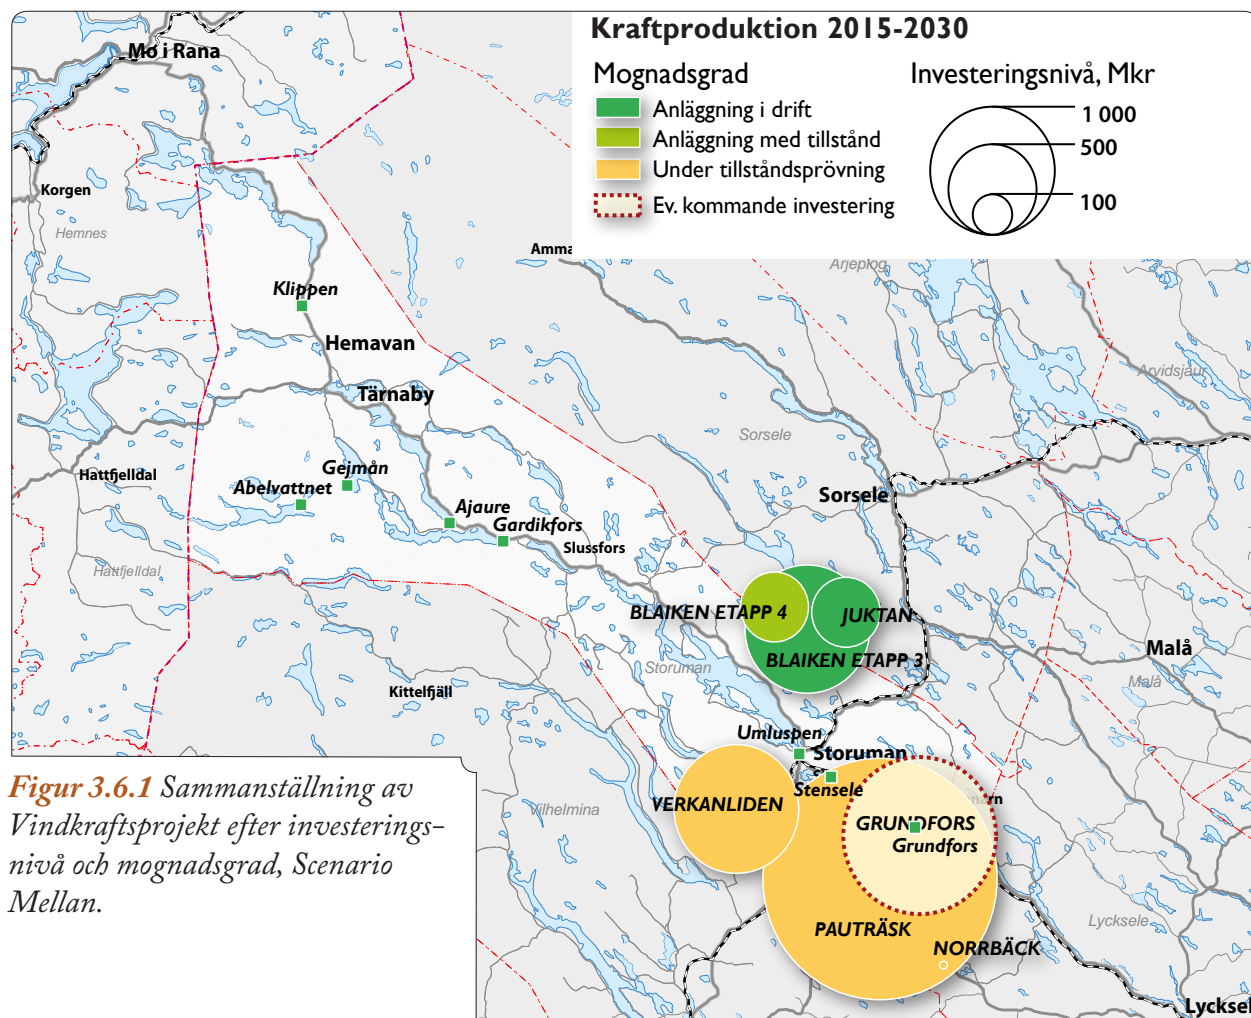 Kraftproduktion 2015-2030
Mognadsgrad
Anläggning i drift
Anläggning med tillstånd
Under tillståndsprövning
Ev. kommande investering
Investeringsnivå, Mkr
1 000
500
100
Mo i Rana
Korgen
Hemnes
Amma
Arjeplog
Klippen
Hemavan
Arvidsjaur
Tärnaby
Sorsele
Gejmån
Hattfjelldal
Abelvattnet
Sorsele
Ajaure
Gardikfors
Slussfors
Hattfjelldal
BLAIKEN ETAPP 4
JUKTAN
Malå
BLAIKEN ETAPP 3
Storuman
Malå
Kittelfjäll
Umluspen
Storuman
Stensele
VERKANLIDEN
Vilhelmina
GRUNDFORS
Grundfors
Lycksele
PAUTRÄSK
NORRBÄCK
Lycksel
Figur 3.6.1 Sammanställning av
Vindkraftsprojekt efter investerings-
nivå och mognadsgrad, Scenario
Mellan.